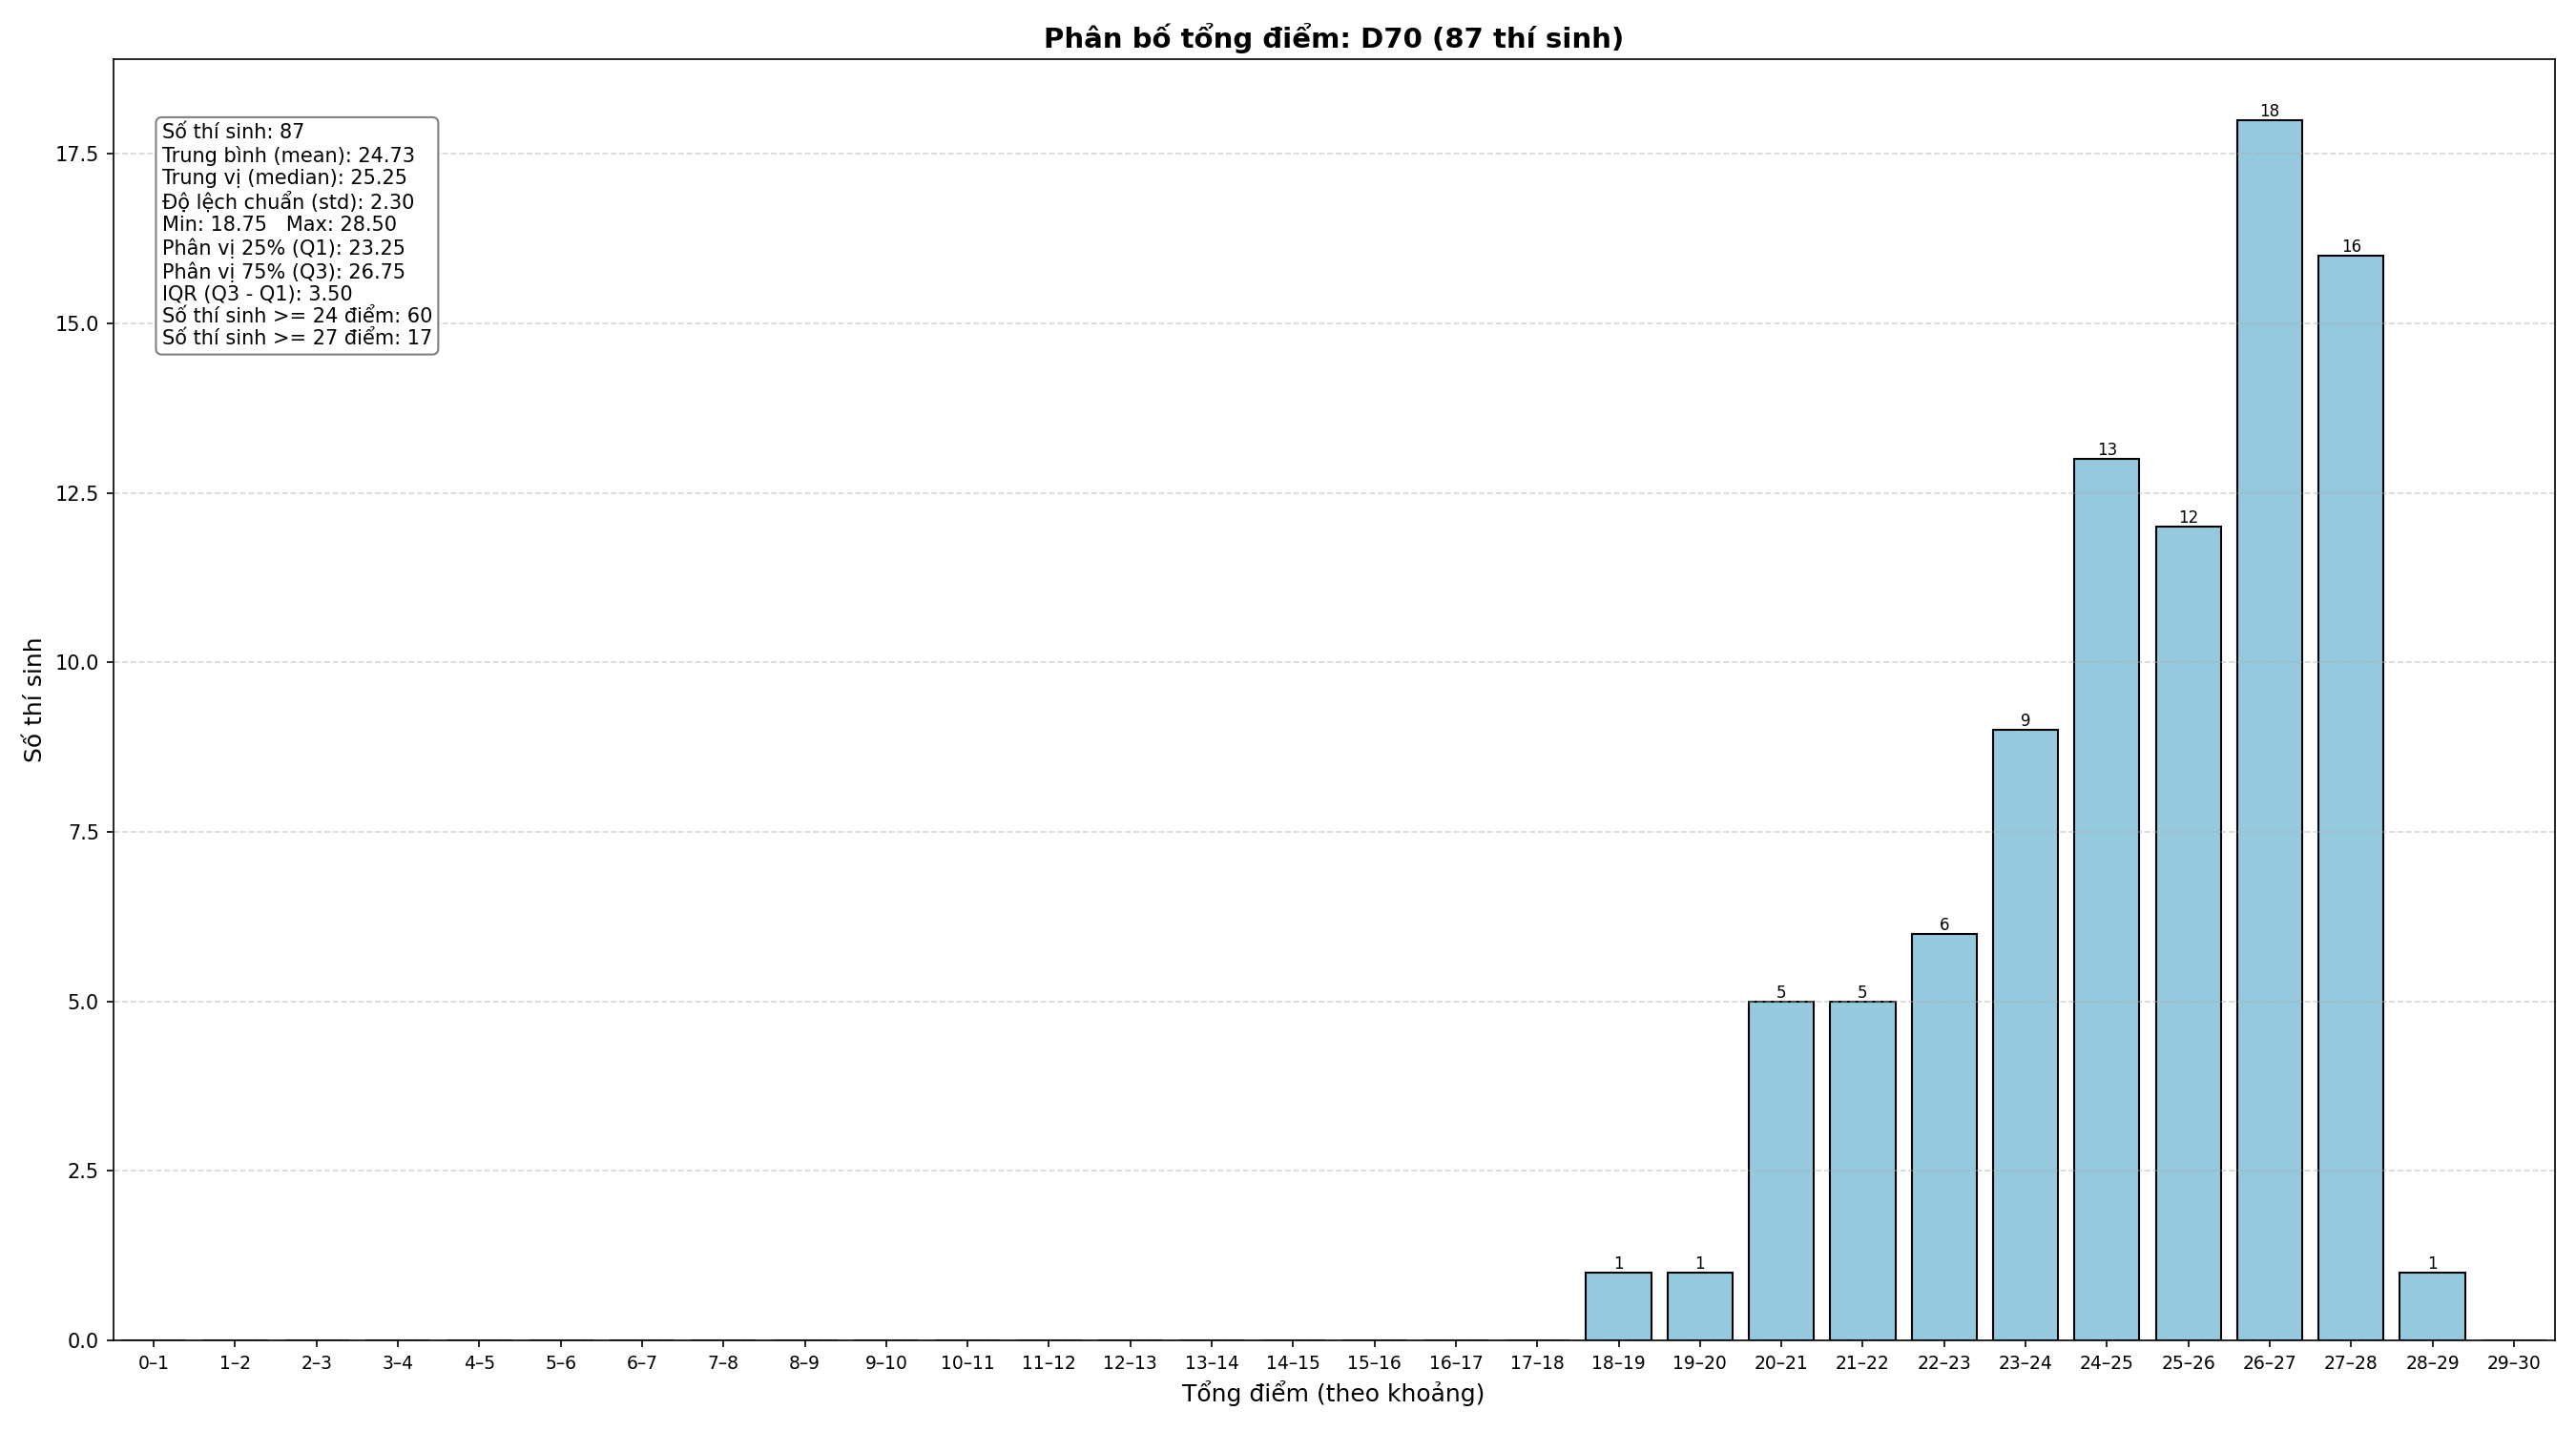 Phân bố tổng điểm: D70 (87 thí sinh)
Số thí sinh: 87
Trung bình (mean): 24.73
Trung vị (median): 25.25
Độ lệch chuẩn (std): 2.30
Min: 18.75   Max: 28.50
Phân vị 25% (Q1): 23.25
Phân vị 75% (Q3): 26.75
IQR (Q3 - Q1): 3.50
Số thí sinh >= 24 điểm: 60
Số thí sinh >= 27 điểm: 17
Số thí sinh
17.5
15.0
12.5
10.0
7.5
5.0
2.5
0.0
1 1 5 5 6 9 13 12 18 16 1
0–1 1–2 2–3 3–4 4–5 5–6 6–7 7–8 8–9 9–10 10–11 11–12 12–13 13–14 14–15 15–16 16–17 17–18 18–19 19–20 20–21 21–22 22–23 23–24 24–25 25–26 26–27 27–28 28–29 29–30
Tổng điểm (theo khoảng)